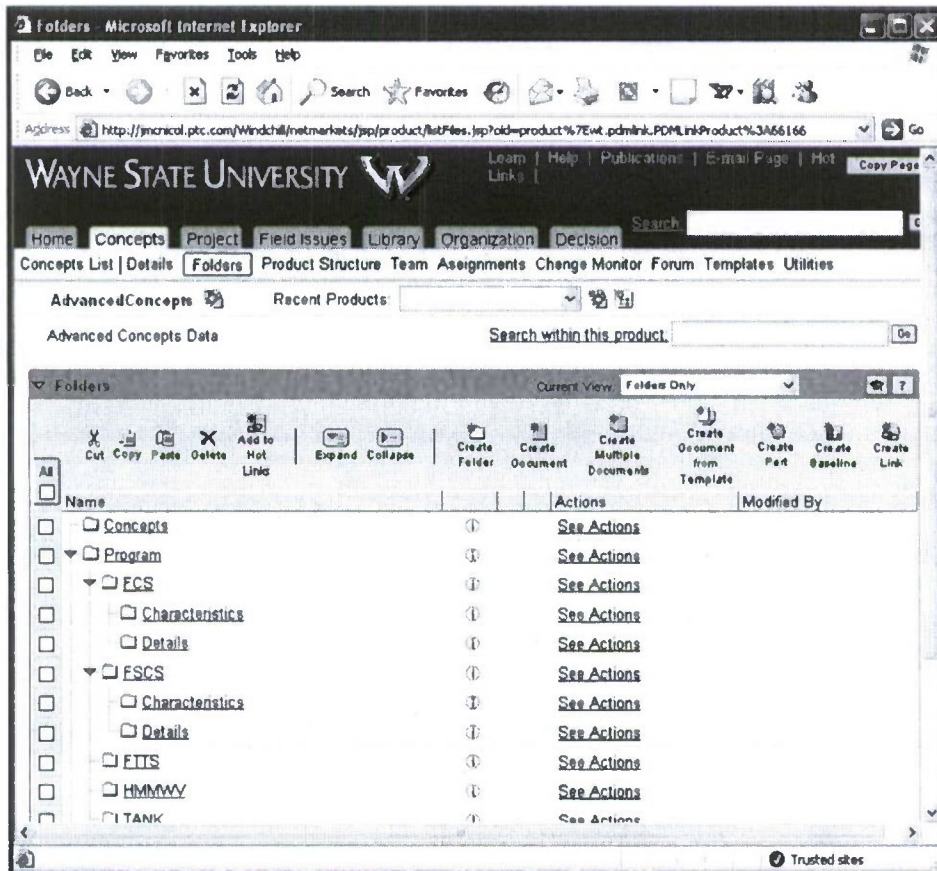 Folders - Microsoft Internet Explorer
File Edit View Favorites Tools Help
Back Search Favorites
Address http://jmcnicol.ptc.com/Windchill/netmarkets/jsp/product/listFiles.jsp?oid=product%7Ewt.pdmlink.PDMLinkProduct%3A66166 Go
WAYNE STATE UNIVERSITY Learn | Help | Publications | E-mail Page | Hot Links | Copy Page
Search:
Home Concepts Project Field Issues Library Organization Decision
Concepts List | Details Folders Product Structure Team Assignments Change Monitor Forum Templates Utilities
AdvancedConcepts Recent Products:
Advanced Concepts Data Search within this product: Go
Folders Current View: Folders Only ?
Cut Copy Paste Delete Add to Hot Links Expand Collapse Create Folder Create Document Create Multiple Documents Create Document from Template Create Part Create Baseline Create Link
All
Name Actions Modified By
Concepts See Actions
Program See Actions
FCS See Actions
Characteristics See Actions
Details See Actions
FSCS See Actions
Characteristics See Actions
Details See Actions
FTTS See Actions
HMMWV See Actions
TANK See Actions
Trusted sites